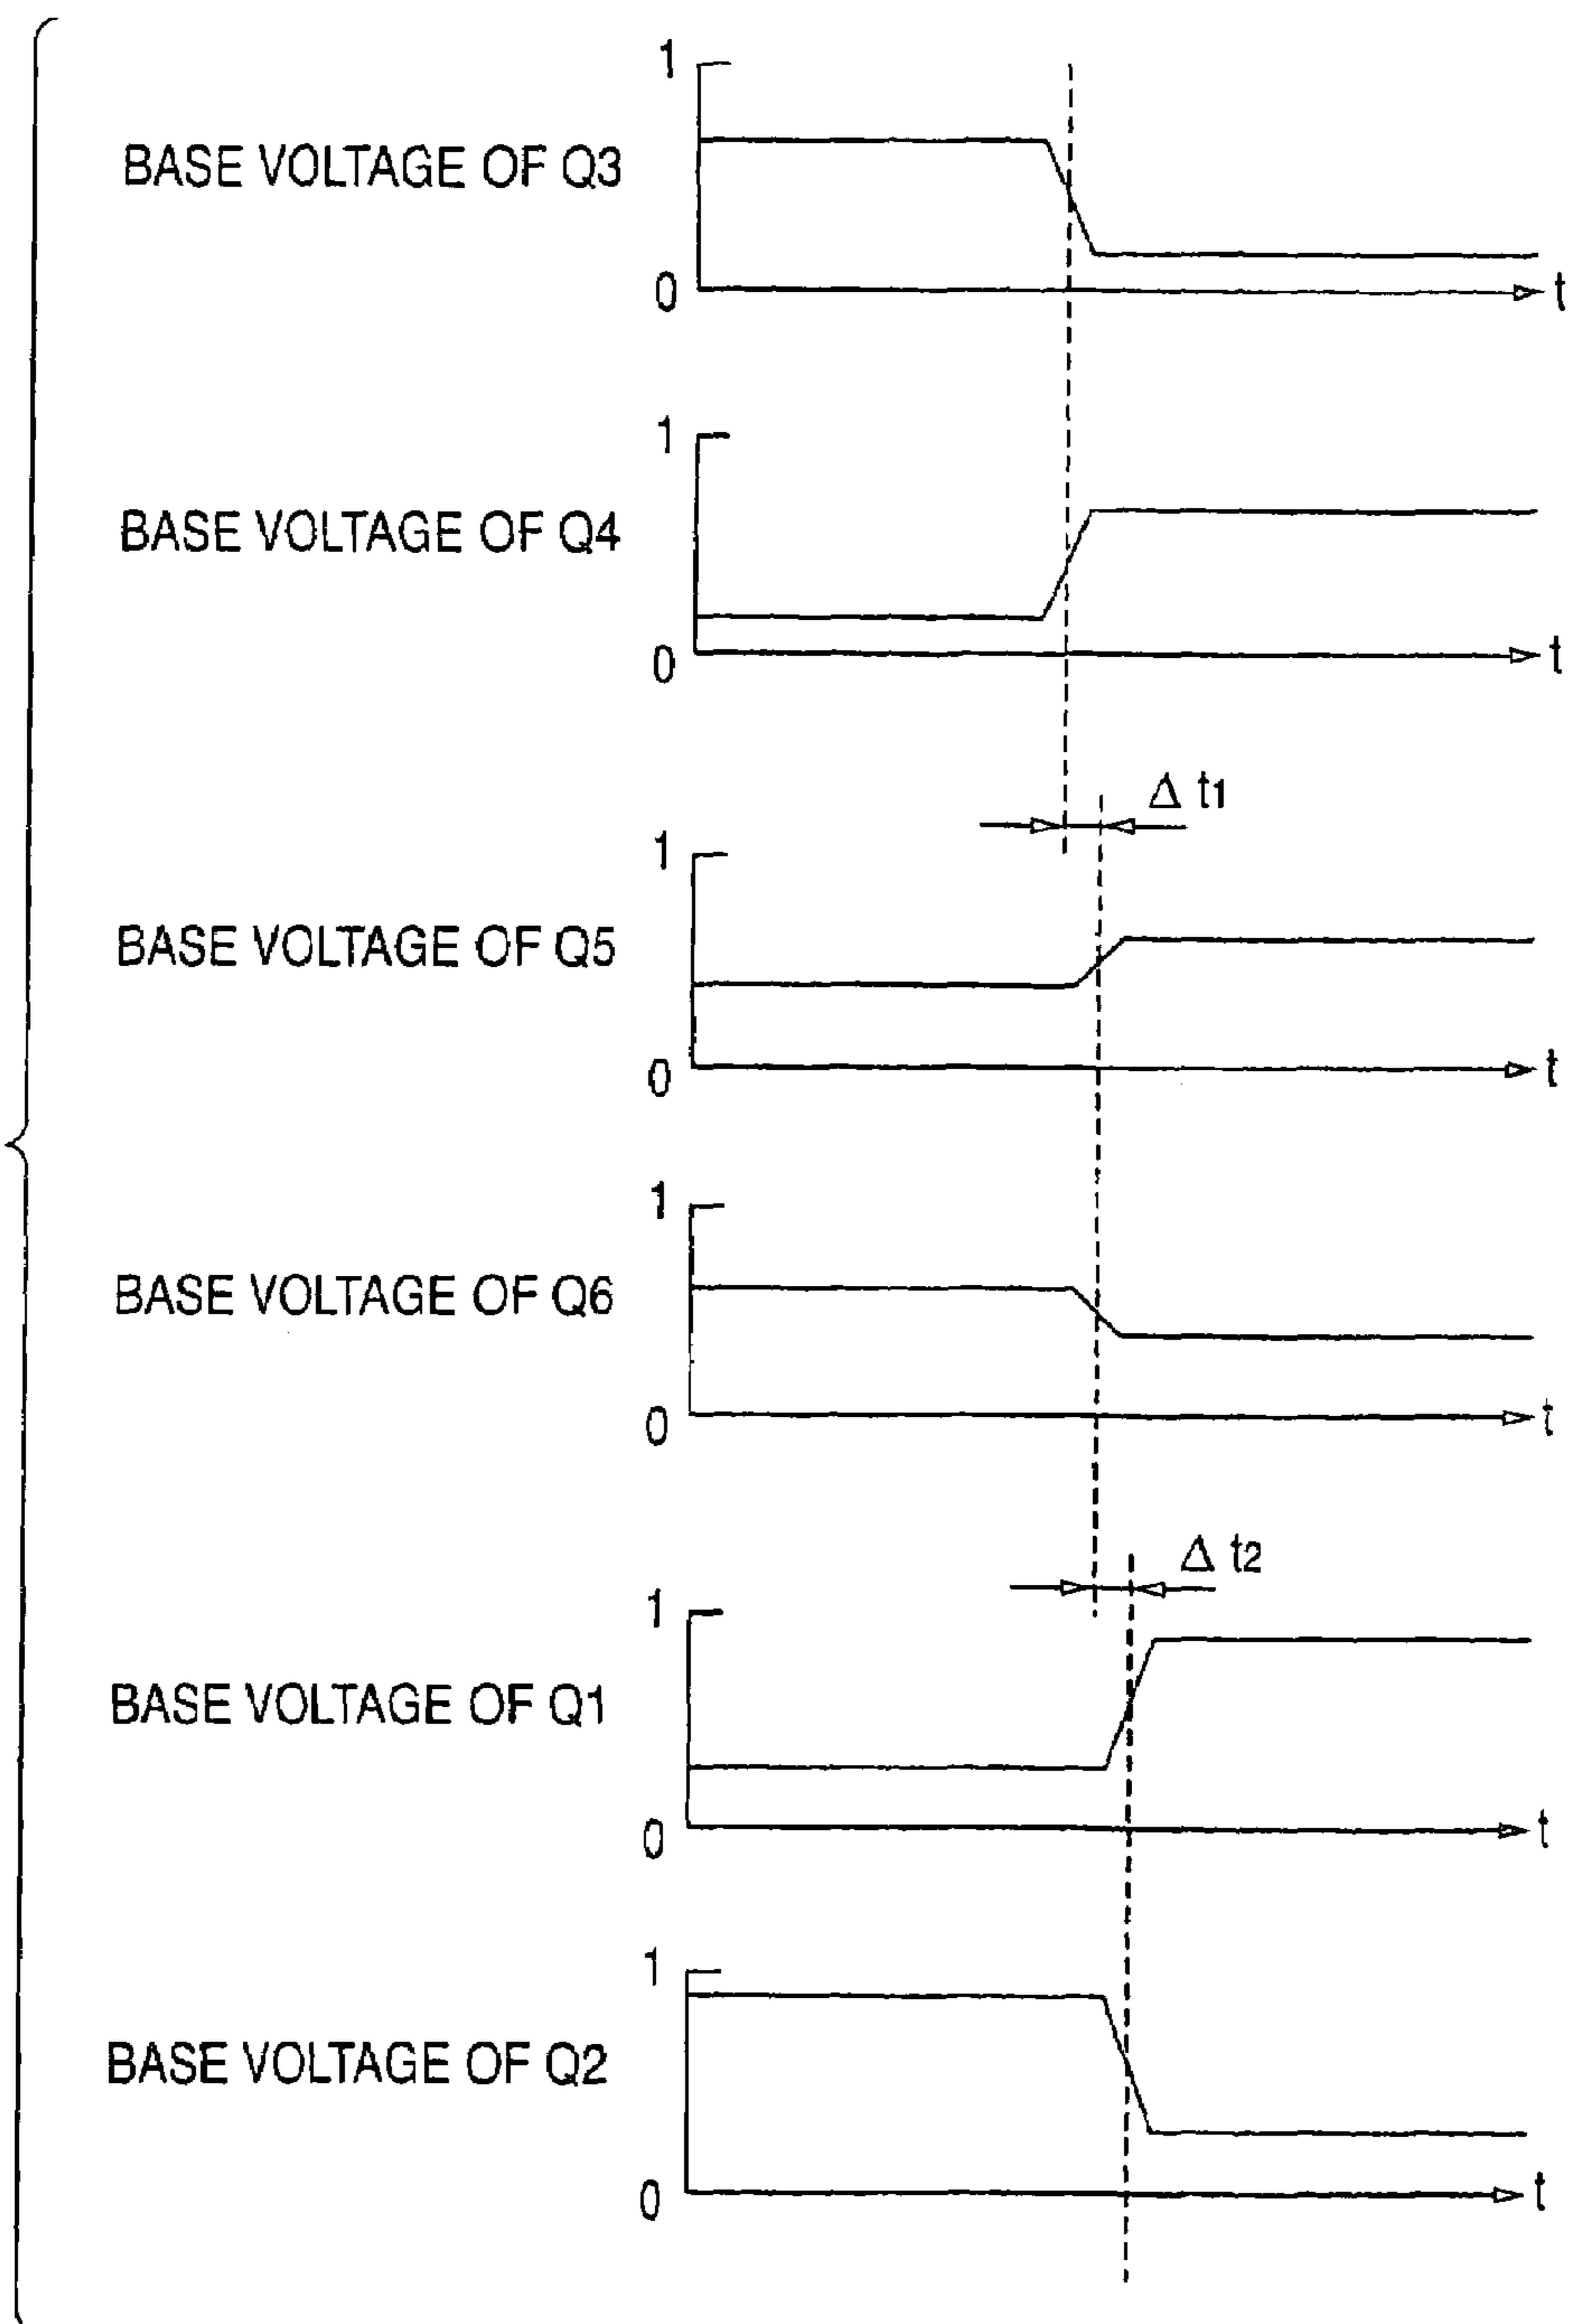 1
BASE VOLTAGE OF Q3
0
t
1
BASE VOLTAGE OF Q4
0
t
Δ t1
1
BASE VOLTAGE OF Q5
0
t
1
BASE VOLTAGE OF Q6
0
t
Δ t2
1
BASE VOLTAGE OF Q1
0
t
1
BASE VOLTAGE OF Q2
0
t